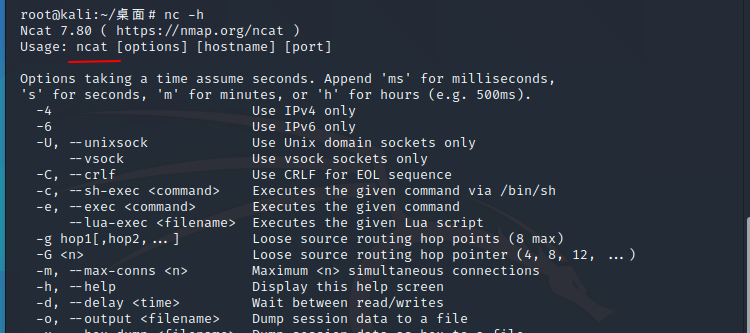 root@kali:~/桌面# nc -h
Ncat 7.80 ( https://nmap.org/ncat )
Usage: ncat [options] [hostname] [port]
Options taking a time assume seconds. Append 'ms' for milliseconds,
's' for seconds, 'm' for minutes, or 'h' for hours (e.g. 500ms).
-4 Use IPv4 only
-6 Use IPv6 only
-U, --unixsock Use Unix domain sockets only
--vsock Use vsock sockets only
-C, --crlf Use CRLF for EOL sequence
-c, --sh-exec <command> Executes the given command via /bin/sh
-e, --exec <command> Executes the given command
--lua-exec <filename> Executes the given Lua script
-g hop1[,hop2,...] Loose source routing hop points (8 max)
-G <n> Loose source routing hop pointer (4, 8, 12, ...)
-m, --max-conns <n> Maximum <n> simultaneous connections
-h, --help Display this help screen
-d, --delay <time> Wait between read/writes
-o, --output <filename> Dump session data to a file